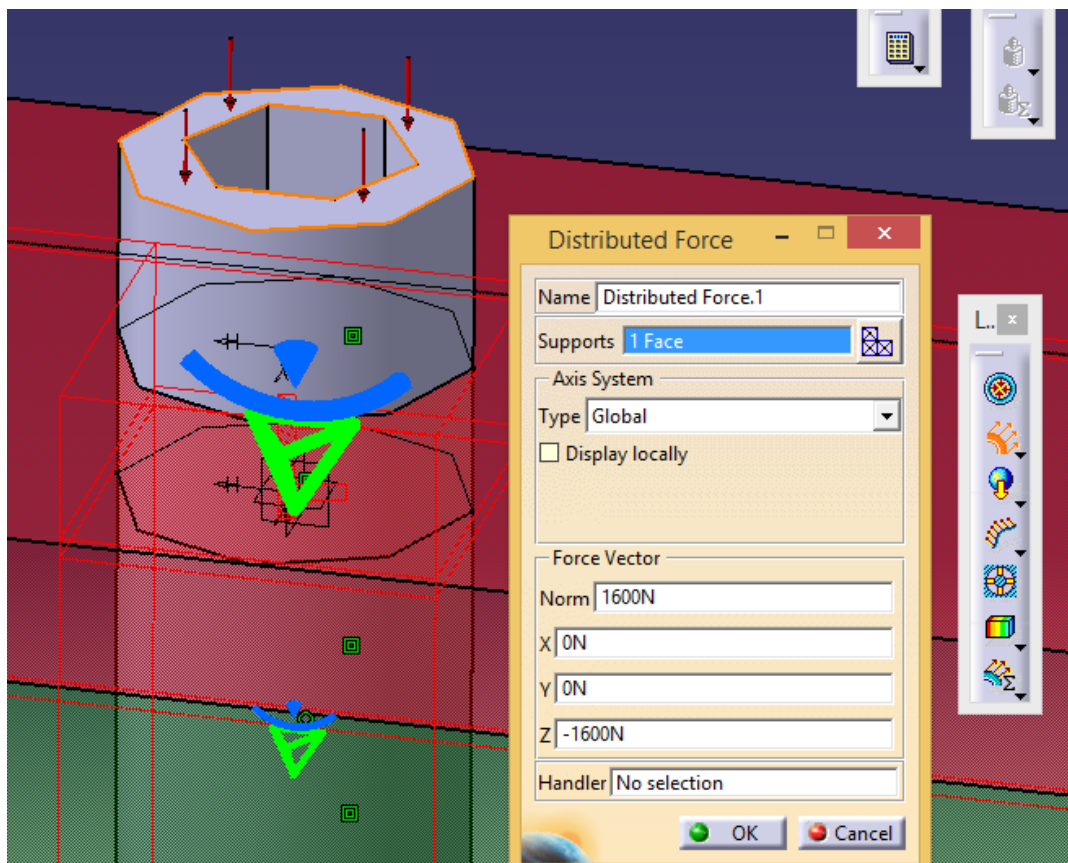 Distributed Force
Name Distributed Force.1
Supports 1 Face
Axis System
Type Global
Display locally
Force Vector
Norm 1600N
X 0N
Y 0N
Z -1600N
Handler No selection
OK Cancel
L..
H
H